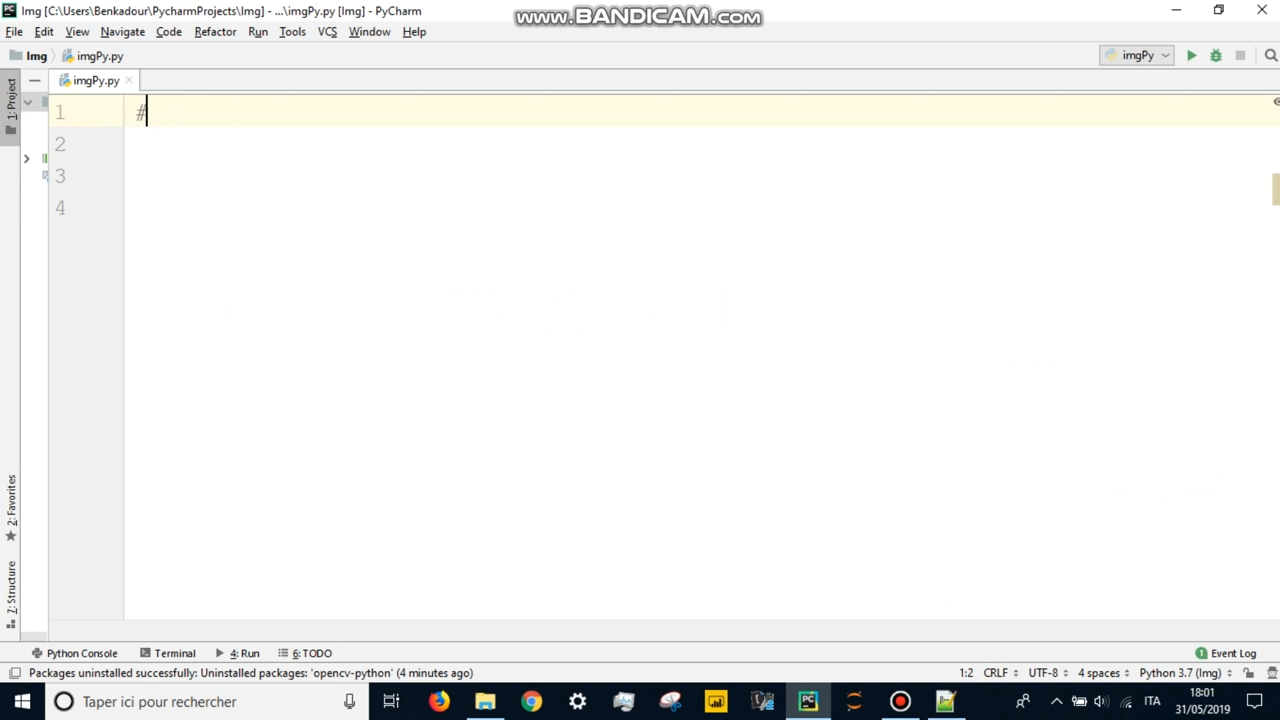 Img [C:\Users\Benkadour\PycharmProjects\Img] - ...\imgPy.py [Img] - PyCharm
www.BANDICAM.com
File Edit View Navigate Code Refactor Run Tools VCS Window Help
Img imgPy.py imgPy
1: Project
imgPy.py
1 #
2
3
4
2: Favorites
7: Structure
Python Console Terminal 4: Run 6: TODO 1 Event Log
Packages uninstalled successfully: Uninstalled packages: 'opencv-python' (4 minutes ago) 1:2 CRLF UTF-8 4 spaces Python 3.7 (Img)
Taper ici pour rechercher ITA 18:01
31/05/2019